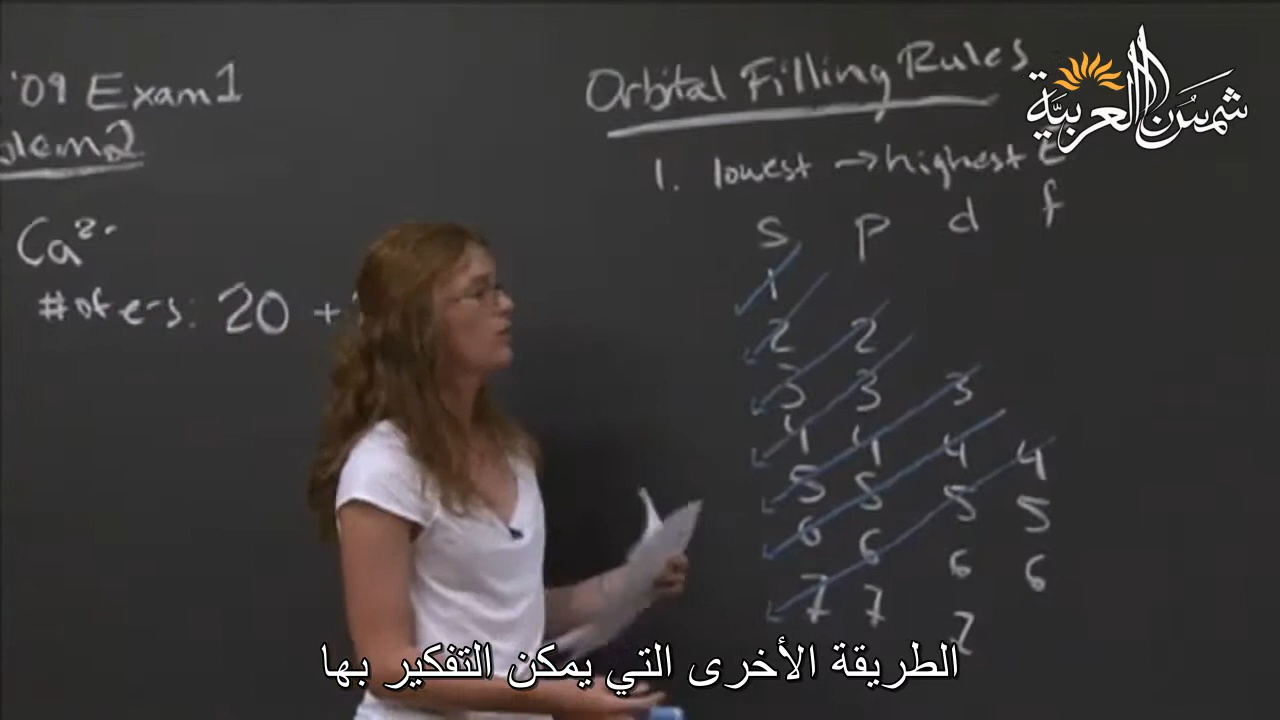 '09 Exam 1
blem 2
Ca²⁻
# of e-s: 20 +
Orbital Filling Rules
1. lowest → highest E
s p d f
1
2 2
3 3 3
4 4 4 4
5 5 5 5
6 6 6 6
7 7 7
شمس العربية
الطريقة الأخرى التي يمكن التفكير بها